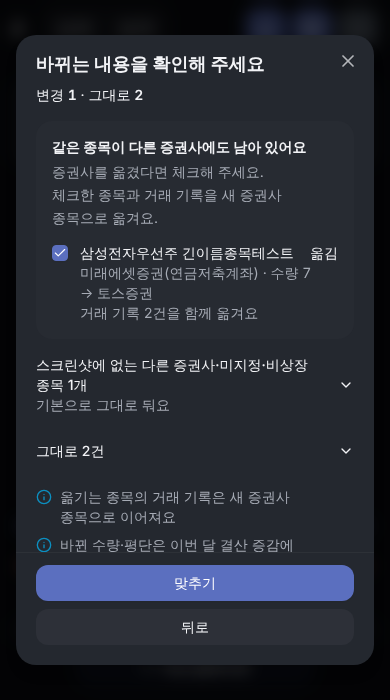 바뀌는 내용을 확인해 주세요
변경 1 · 그대로 2
같은 종목이 다른 증권사에도 남아 있어요
증권사를 옮겼다면 체크해 주세요.
체크한 종목과 거래 기록을 새 증권사
종목으로 옮겨요.
삼성전자우선주 긴이름종목테스트 옮김
미래에셋증권(연금저축계좌) · 수량 7
→ 토스증권
거래 기록 2건을 함께 옮겨요
스크린샷에 없는 다른 증권사·미지정·비상장
종목 1개
기본으로 그대로 둬요
그대로 2건
옮기는 종목의 거래 기록은 새 증권사
종목으로 이어져요
바뀐 수량·평단은 이번 달 결산 증감에
맞추기
뒤로